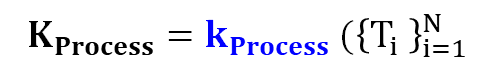 K_Process = k_Process ({T_i }_{i=1}^N